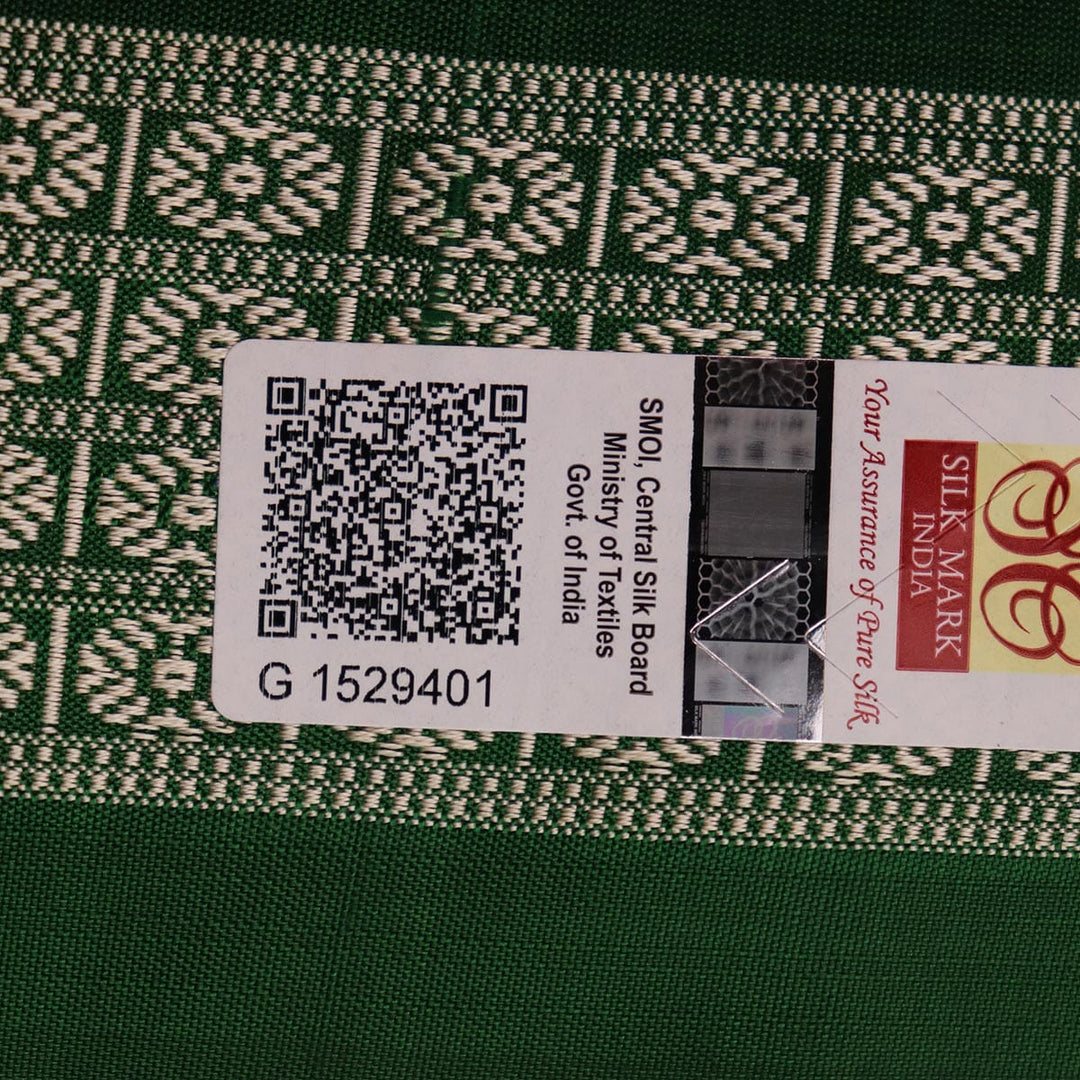 G 1529401
SMOI, Central Silk Board
Ministry of Textiles
Govt. of India
Your Assurance of Pure Silk
SILK MARK
INDIA